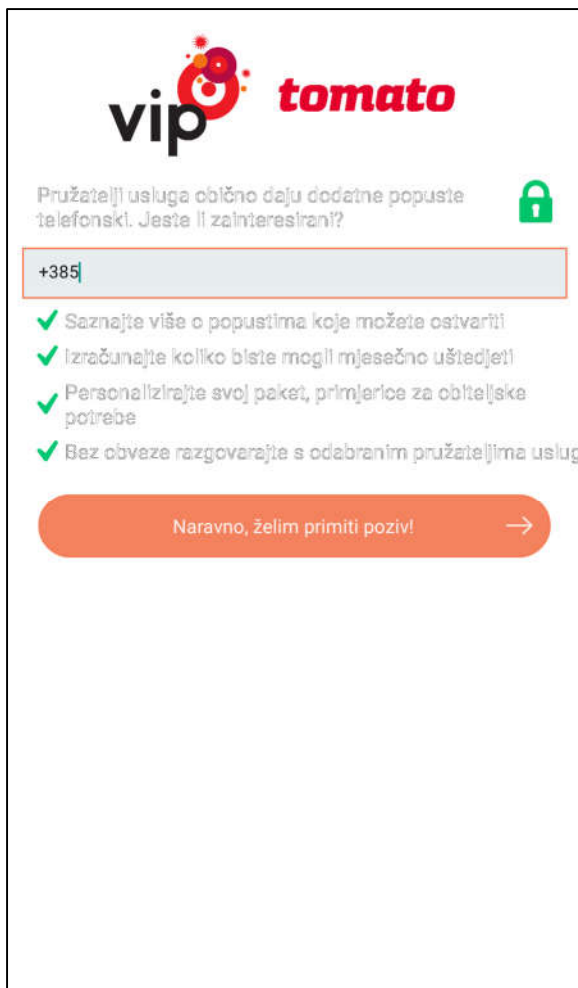 vip tomato
Pružatelji usluga obično daju dodatne popuste
telefonski. Jeste li zainteresirani?
+385
Saznajte više o popustima koje možete ostvariti
Izračunajte koliko biste mogli mjesečno uštedjeti
Personalizirajte svoj paket, primjerice za obiteljske
potrebe
Bez obveze razgovarajte s odabranim pružateljima uslug
Naravno, želim primiti poziv!